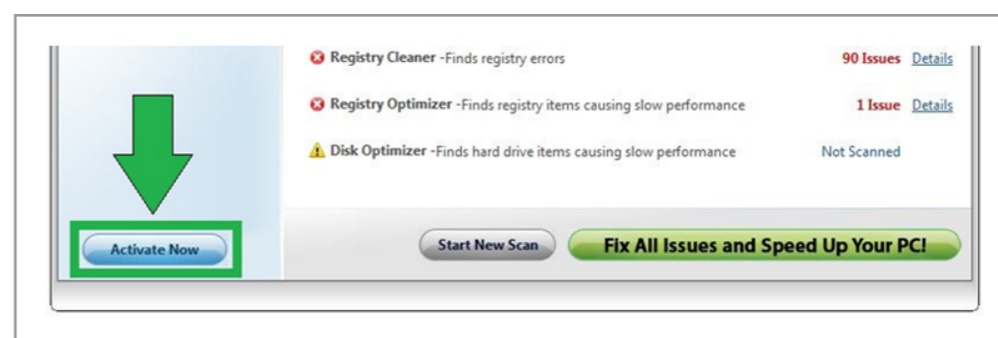 Registry Cleaner -Finds registry errors 90 Issues Details
Registry Optimizer -Finds registry items causing slow performance 1 Issue Details
Disk Optimizer -Finds hard drive items causing slow performance Not Scanned
Activate Now Start New Scan Fix All Issues and Speed Up Your PC!